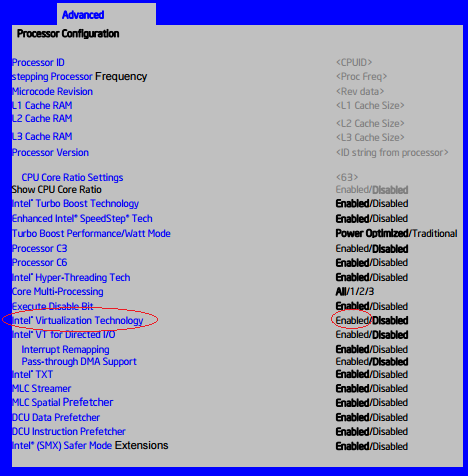 Advanced
Processor Configuration
Processor ID <CPUID>
stepping Processor Frequency <Proc Freq>
Microcode Revision <Rev data>
L1 Cache RAM <L1 Cache Size>
L2 Cache RAM <L2 Cache Size>
L3 Cache RAM <L3 Cache Size>
Processor Version <ID string from processor>
CPU Core Ratio Settings <63>
Show CPU Core Ratio Enabled/Disabled
Intel® Turbo Boost Technology Enabled/Disabled
Enhanced Intel® SpeedStep® Tech Enabled/Disabled
Turbo Boost Performance/Watt Mode Power Optimized/Traditional
Processor C3 Enabled/Disabled
Processor C6 Enabled/Disabled
Intel® Hyper-Threading Tech Enabled/Disabled
Core Multi-Processing All/1/2/3
Execute Disable Bit Enabled/Disabled
Intel® Virtualization Technology Enabled/Disabled
Intel® VT for Directed I/O Enabled/Disabled
Interrupt Remapping Enabled/Disabled
Pass-through DMA Support Enabled/Disabled
Intel® TXT Enabled/Disabled
MLC Streamer Enabled/Disabled
MLC Spatial Prefetcher Enabled/Disabled
DCU Data Prefetcher Enabled/Disabled
DCU Instruction Prefetcher Enabled/Disabled
Intel® (SMX) Safer Mode Extensions Enabled/Disabled